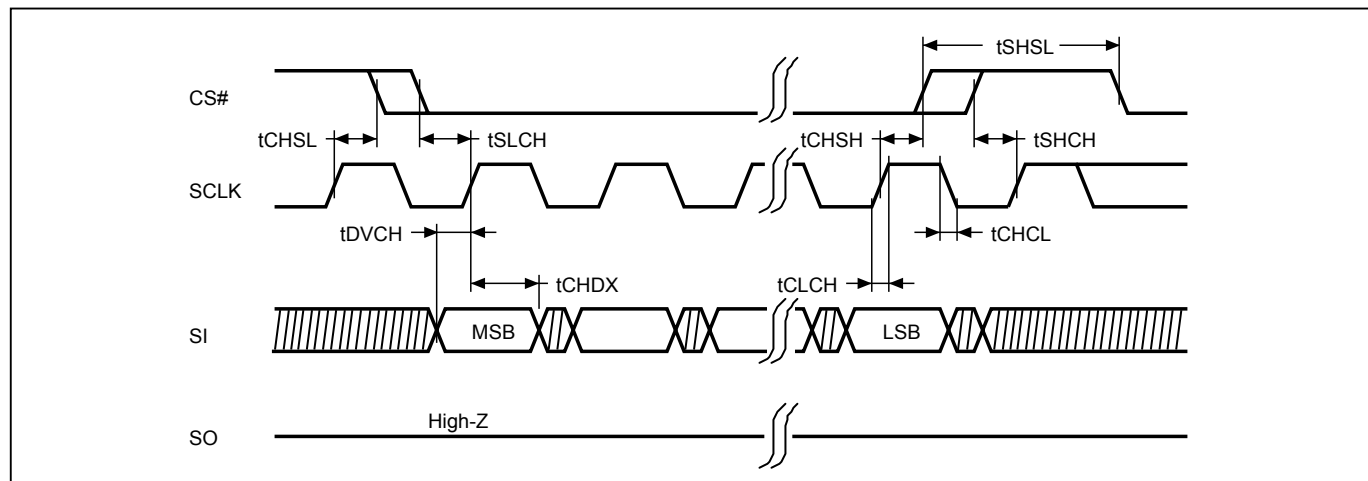 tSHSL
CS#
tCHSL
tSLCH
tCHSH
tSHCH
SCLK
tDVCH
tCHCL
tCHDX
tCLCH
SI
MSB
LSB
High-Z
SO